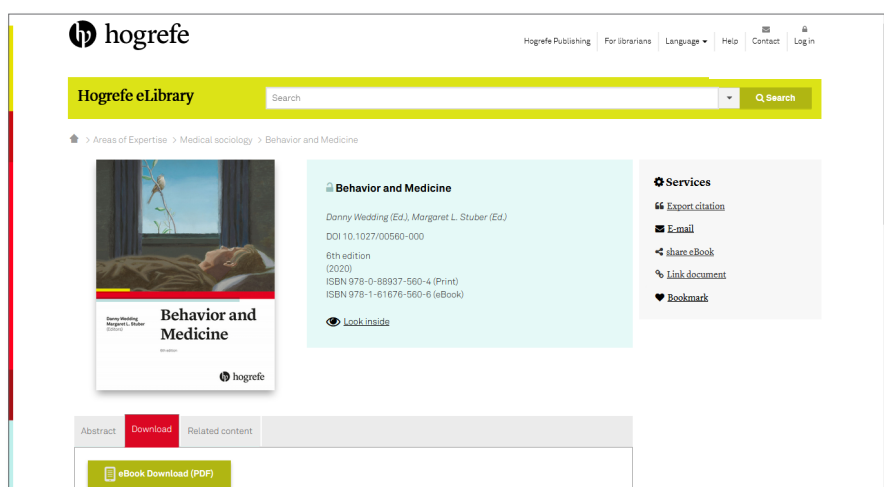 hogrefe
Hogrefe Publishing For librarians Language Help Contact Log in
Hogrefe eLibrary
Search
Search
> Areas of Expertise > Medical sociology > Behavior and Medicine
Danny Wedding
Margaret L. Stuber
(Editors)
Behavior and
Medicine
6th edition
hogrefe
Behavior and Medicine
Danny Wedding (Ed.), Margaret L. Stuber (Ed.)
DOI 10.1027/00560-000
6th edition
(2020)
ISBN 978-0-88937-560-4 (Print)
ISBN 978-1-61676-560-6 (eBook)
Look inside
Services
Export citation
E-mail
share eBook
Link document
Bookmark
Abstract Download Related content
eBook Download (PDF)